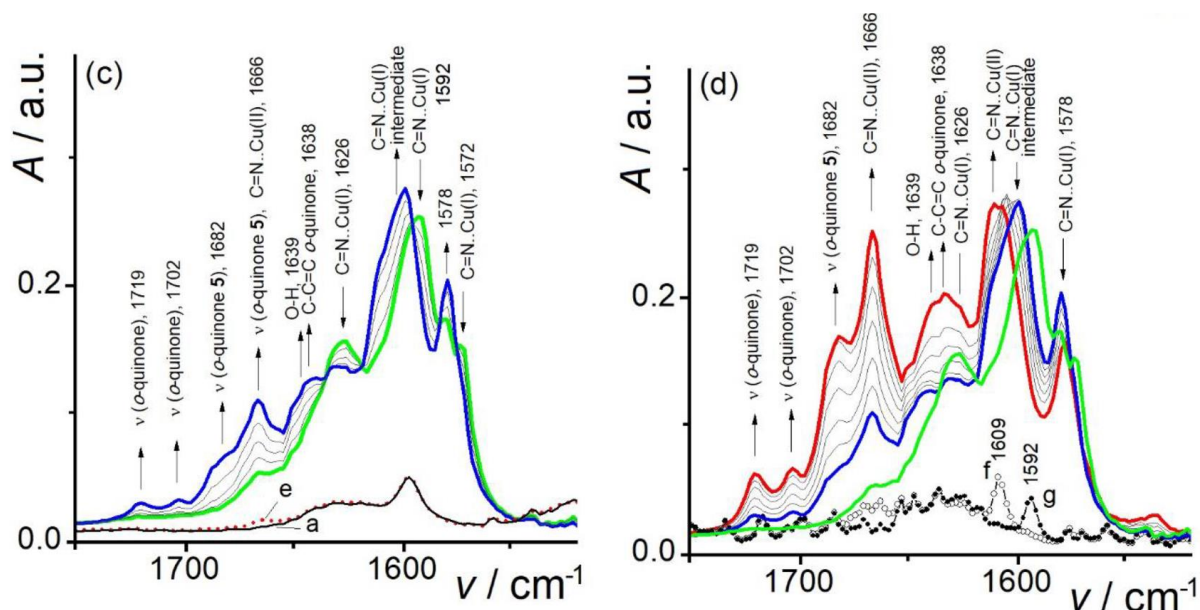 (c)
A / a.u.
0.2
0.0
1700
1600
ν / cm-1
ν (o-quinone), 1719
ν (o-quinone), 1702
ν (o-quinone 5), 1682
ν (o-quinone 5), C=N..Cu(II), 1666
O-H, 1639
C-C=C o-quinone, 1638
C=N..Cu(I), 1626
C=N..Cu(I)
intermediate
C=N..Cu(I)
1592
1578
C=N..Cu(I), 1572
e
a
(d)
A / a.u.
0.2
0.0
1700
1600
ν / cm-1
ν (o-quinone), 1719
ν (o-quinone), 1702
ν (o-quinone 5), 1682
C=N..Cu(II), 1666
O-H, 1639
C-C=C o-quinone, 1638
C=N..Cu(I), 1626
C=N..Cu(II)
C=N..Cu(I)
intermediate
C=N..Cu(I), 1578
f
1609
1592
g